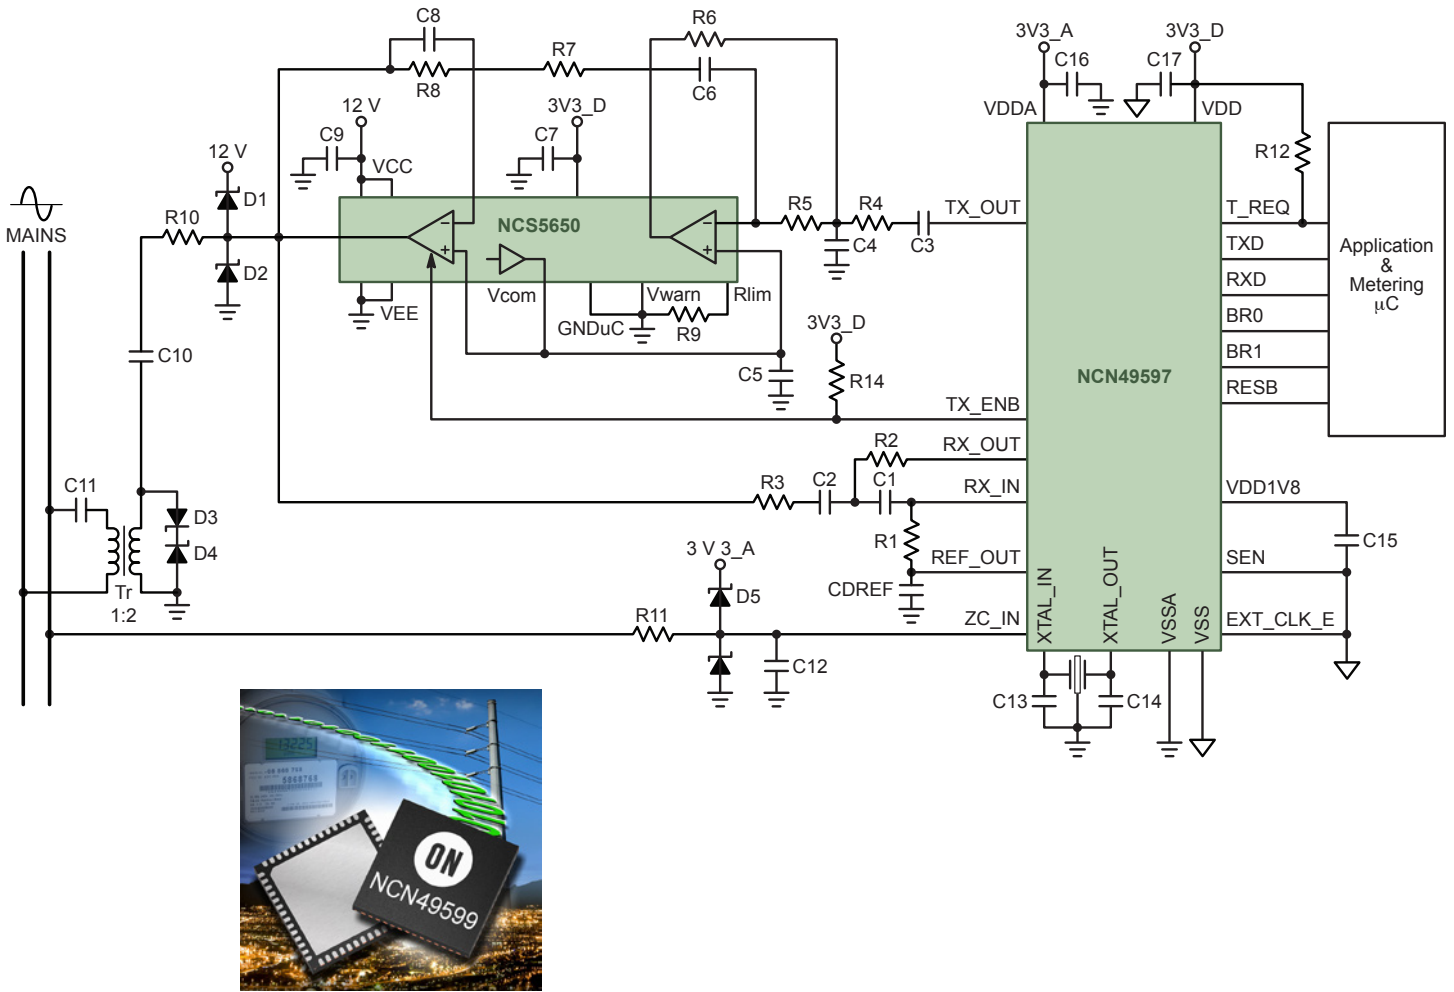 C8
R6
R8
R7
C6
3V3_A
C16
VDDA
3V3_D
C17
VDD
R12
12 V
C9
VCC
3V3_D
C7
12 V
D1
D2
R10
MAINS
NCS5650
Vcom
VEE
GNDuC
Vwarn
R9
Rlim
R5
R4
C4
C3
TX_OUT
T_REQ
TXD
RXD
BR0
BR1
RESB
Application
&
Metering
μC
C10
C5
3V3_D
R14
NCN49597
TX_ENB
R2
RX_OUT
R3
C2
C1
RX_IN
R1
REF_OUT
CDREF
VDD1V8
SEN
C15
EXT_CLK_E
C11
D3
D4
Tr
1:2
3 V 3_A
D5
R11
C12
ZC_IN
XTAL_IN
XTAL_OUT
VSSA
VSS
C13
C14
13225
5868768
ON
NCN49599